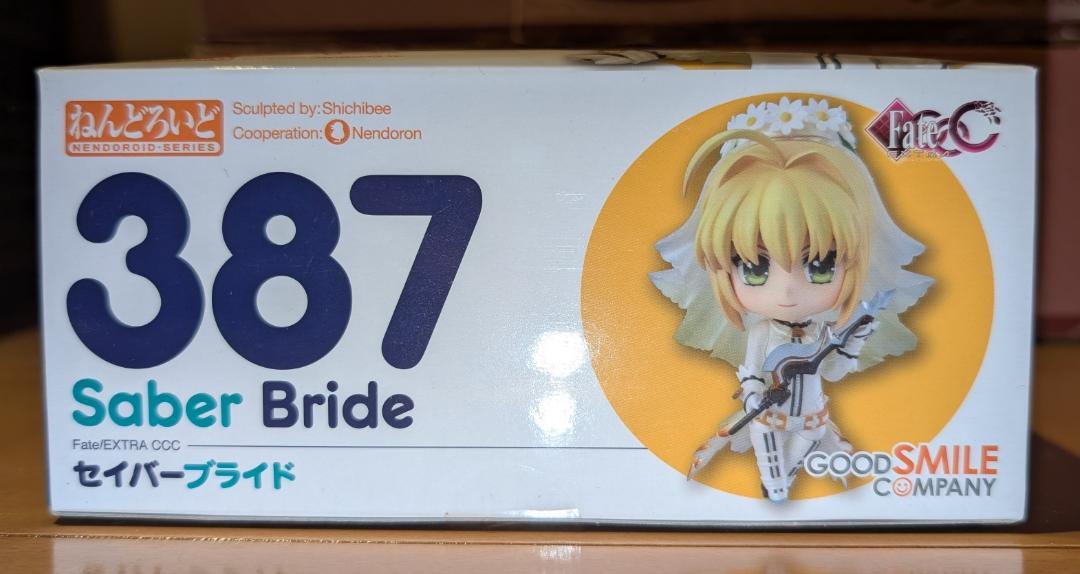 ねんどろいど
NENDOROID-SERIES
Sculpted by: Shichibee
Cooperation: Nendoron
387
Saber Bride
Fate/EXTRA CCC
セイバーブライド
Fate
CCC
GOOD SMILE
COMPANY